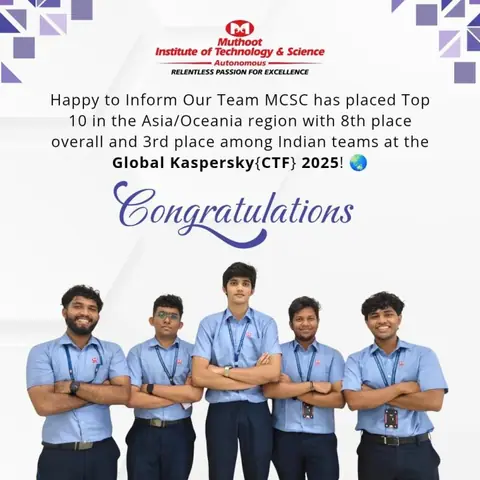 Muthoot
Institute of Technology & Science
Autonomous
RELENTLESS PASSION FOR EXCELLENCE
Happy to Inform Our Team MCSC has placed Top
10 in the Asia/Oceania region with 8th place
overall and 3rd place among Indian teams at the
Global Kaspersky{CTF} 2025! 🌏
Congratulations